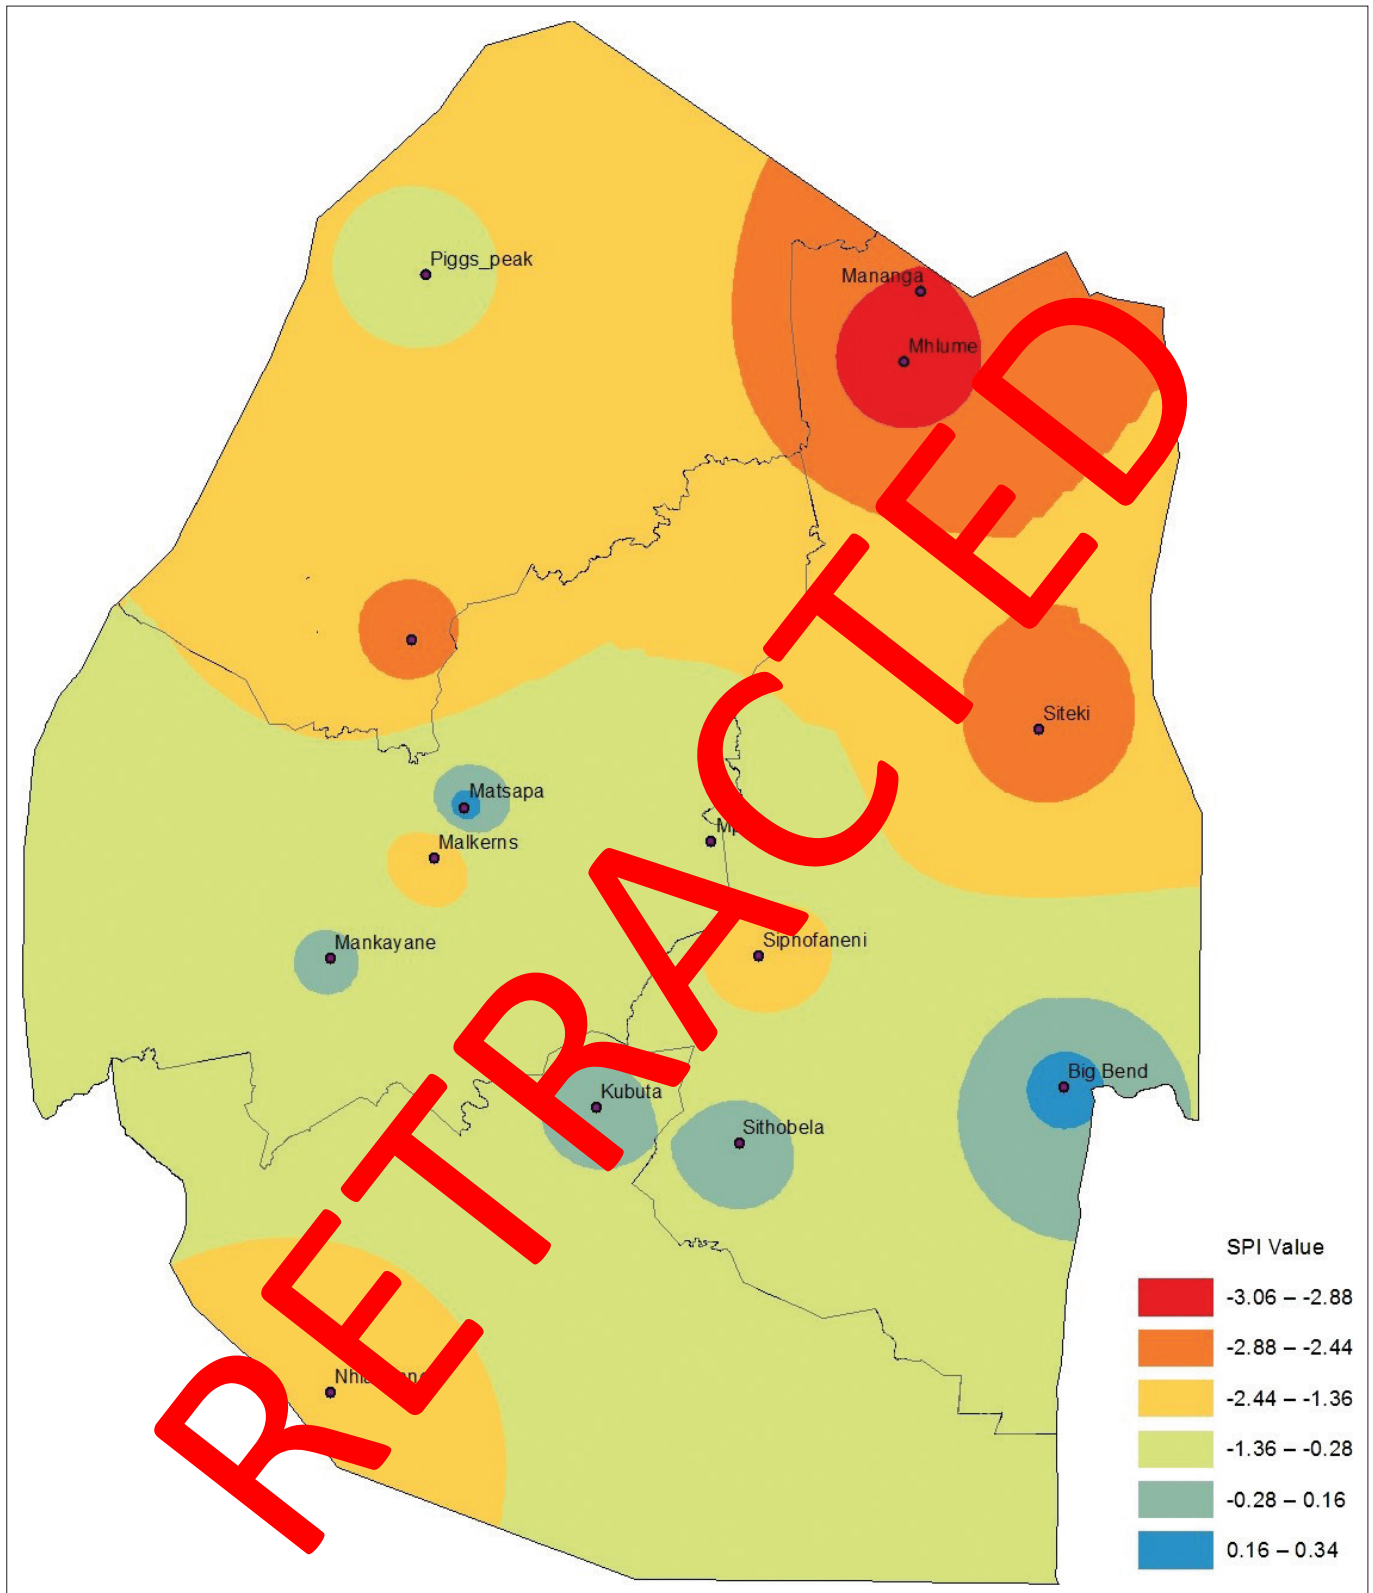 Piggs_peak
Mananga
Mhlume
Siteki
Matsapa
Malkerns
Mankayane
Siphofaneni
Big Bend
Kubuta
Sithobela
RETRACTED
SPI Value
-3.06 – -2.88
-2.88 – -2.44
-2.44 – -1.36
-1.36 – -0.28
-0.28 – 0.16
0.16 – 0.34